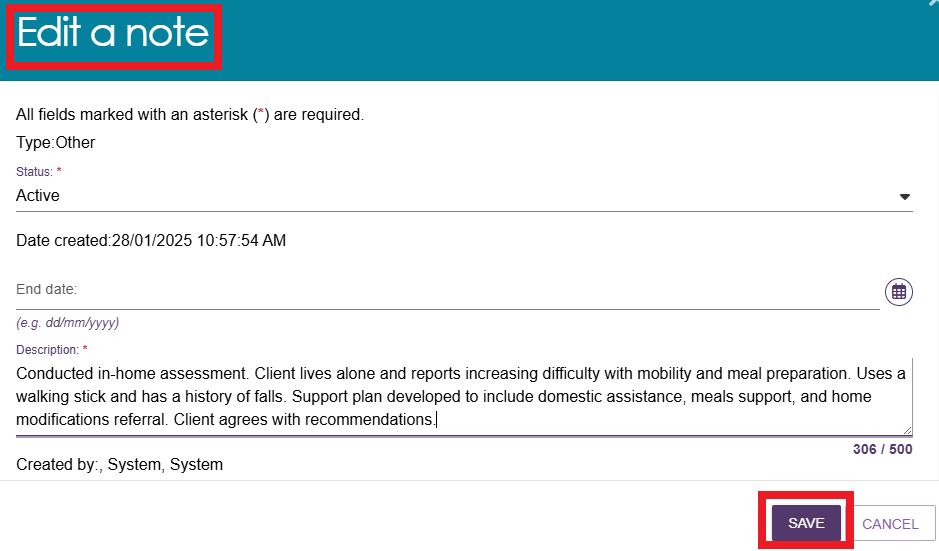 Edit a note
All fields marked with an asterisk (*) are required.
Type:Other
Status: *
Active
Date created:28/01/2025 10:57:54 AM
End date:
(e.g. dd/mm/yyyy)
Description: *
Conducted in-home assessment. Client lives alone and reports increasing difficulty with mobility and meal preparation. Uses a
walking stick and has a history of falls. Support plan developed to include domestic assistance, meals support, and home
modifications referral. Client agrees with recommendations.
306 / 500
Created by:, System, System
SAVE
CANCEL